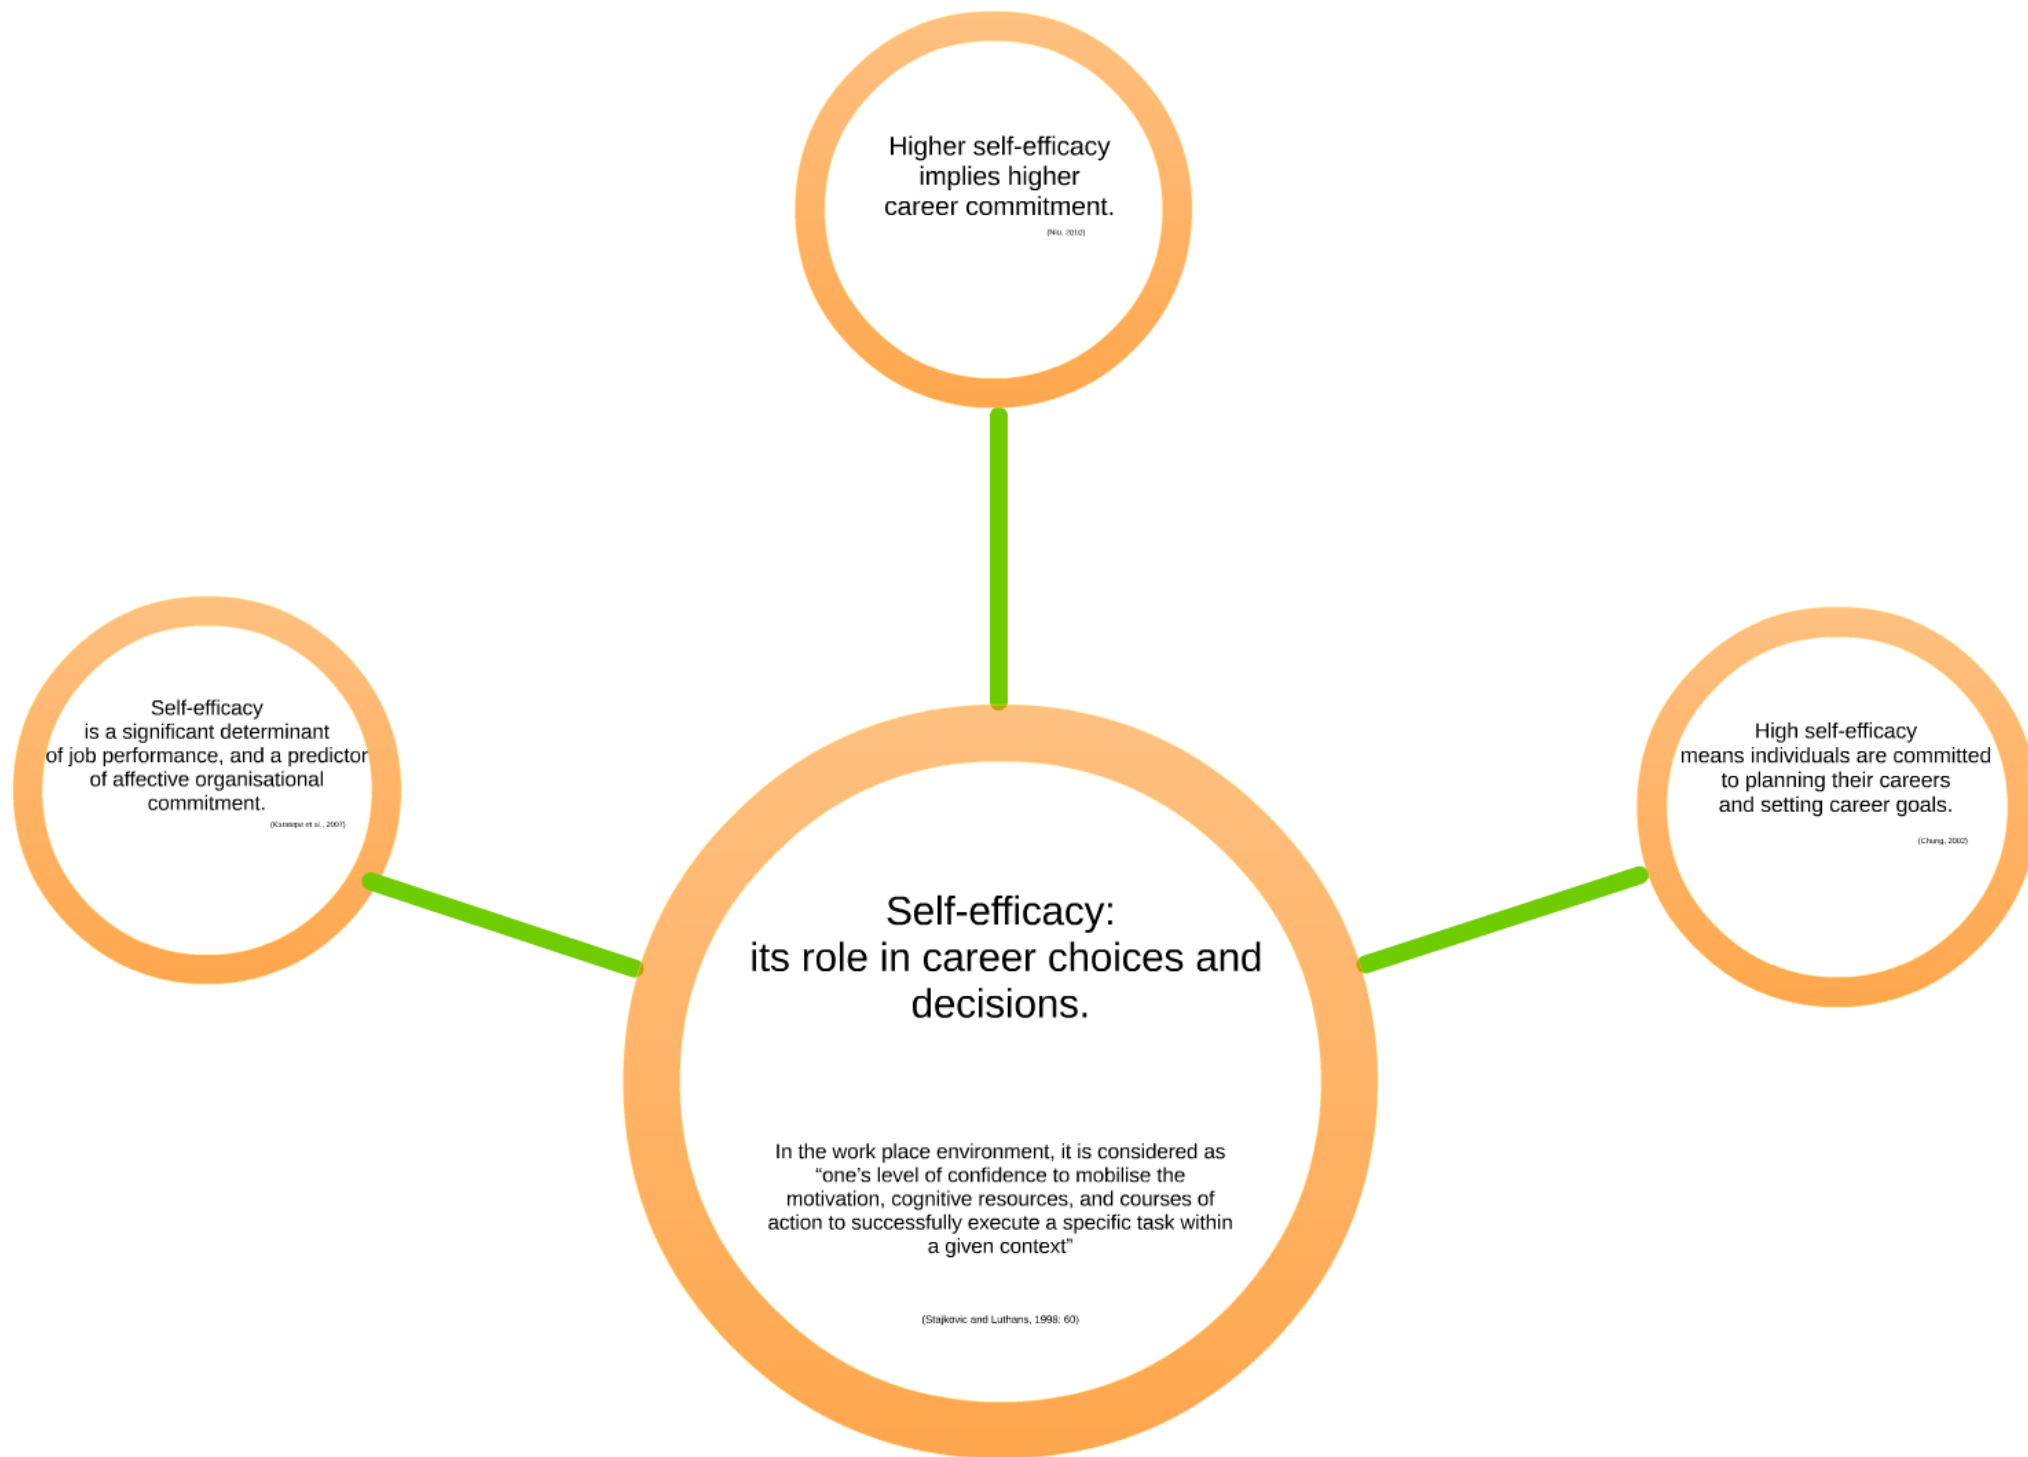 Higher self-efficacy
implies higher
career commitment.
(Niu, 2010)
Self-efficacy
is a significant determinant
of job performance, and a predictor
of affective organisational
commitment.
(Karatepe et al., 2007)
High self-efficacy
means individuals are committed
to planning their careers
and setting career goals.
(Chung, 2002)
Self-efficacy:
its role in career choices and
decisions.
In the work place environment, it is considered as
“one’s level of confidence to mobilise the
motivation, cognitive resources, and courses of
action to successfully execute a specific task within
a given context”
(Stajkovic and Luthans, 1998: 60)